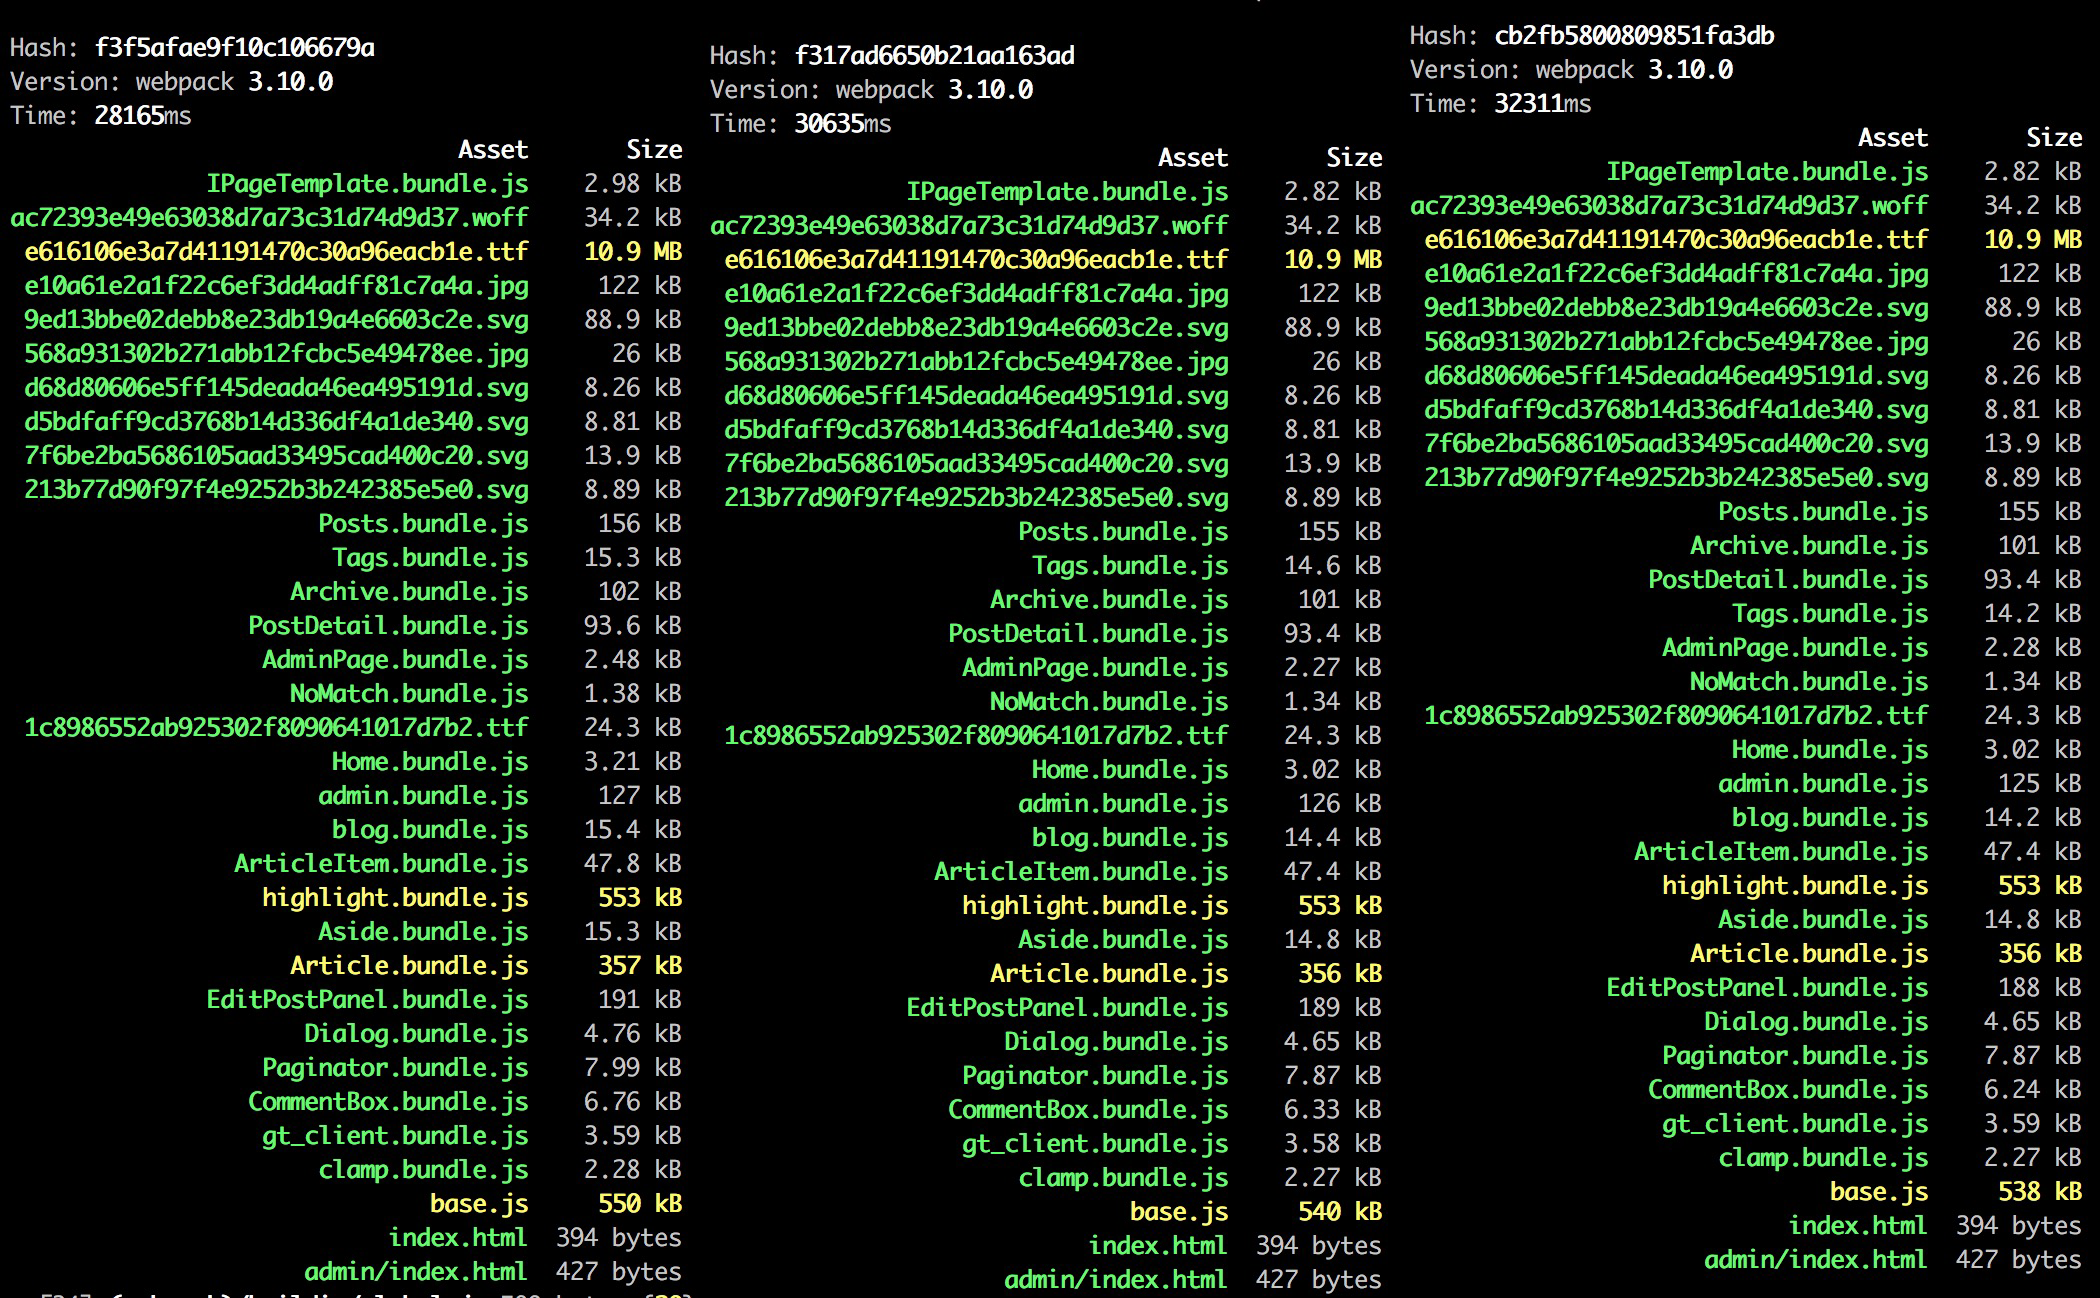 Hash: f3f5afae9f10c106679a
Version: webpack 3.10.0
Time: 28165ms
Asset Size
IPageTemplate.bundle.js 2.98 kB
ac72393e49e63038d7a73c31d74d9d37.woff 34.2 kB
e616106e3a7d41191470c30a96eacb1e.ttf 10.9 MB
e10a61e2a1f22c6ef3dd4adff81c7a4a.jpg 122 kB
9ed13bbe02debb8e23db19a4e6603c2e.svg 88.9 kB
568a931302b271abb12fcbc5e49478ee.jpg 26 kB
d68d80606e5ff145deada46ea495191d.svg 8.26 kB
d5bdfaff9cd3768b14d336df4a1de340.svg 8.81 kB
7f6be2ba5686105aad33495cad400c20.svg 13.9 kB
213b77d90f97f4e9252b3b242385e5e0.svg 8.89 kB
Posts.bundle.js 156 kB
Tags.bundle.js 15.3 kB
Archive.bundle.js 102 kB
PostDetail.bundle.js 93.6 kB
AdminPage.bundle.js 2.48 kB
NoMatch.bundle.js 1.38 kB
1c8986552ab925302f8090641017d7b2.ttf 24.3 kB
Home.bundle.js 3.21 kB
admin.bundle.js 127 kB
blog.bundle.js 15.4 kB
ArticleItem.bundle.js 47.8 kB
highlight.bundle.js 553 kB
Aside.bundle.js 15.3 kB
Article.bundle.js 357 kB
EditPostPanel.bundle.js 191 kB
Dialog.bundle.js 4.76 kB
Paginator.bundle.js 7.99 kB
CommentBox.bundle.js 6.76 kB
gt_client.bundle.js 3.59 kB
clamp.bundle.js 2.28 kB
base.js 550 kB
index.html 394 bytes
admin/index.html 427 bytes
Hash: f317ad6650b21aa163ad
Version: webpack 3.10.0
Time: 30635ms
Asset Size
IPageTemplate.bundle.js 2.82 kB
ac72393e49e63038d7a73c31d74d9d37.woff 34.2 kB
e616106e3a7d41191470c30a96eacb1e.ttf 10.9 MB
e10a61e2a1f22c6ef3dd4adff81c7a4a.jpg 122 kB
9ed13bbe02debb8e23db19a4e6603c2e.svg 88.9 kB
568a931302b271abb12fcbc5e49478ee.jpg 26 kB
d68d80606e5ff145deada46ea495191d.svg 8.26 kB
d5bdfaff9cd3768b14d336df4a1de340.svg 8.81 kB
7f6be2ba5686105aad33495cad400c20.svg 13.9 kB
213b77d90f97f4e9252b3b242385e5e0.svg 8.89 kB
Posts.bundle.js 155 kB
Tags.bundle.js 14.6 kB
Archive.bundle.js 101 kB
PostDetail.bundle.js 93.4 kB
AdminPage.bundle.js 2.27 kB
NoMatch.bundle.js 1.34 kB
1c8986552ab925302f8090641017d7b2.ttf 24.3 kB
Home.bundle.js 3.02 kB
admin.bundle.js 126 kB
blog.bundle.js 14.4 kB
ArticleItem.bundle.js 47.4 kB
highlight.bundle.js 553 kB
Aside.bundle.js 14.8 kB
Article.bundle.js 356 kB
EditPostPanel.bundle.js 189 kB
Dialog.bundle.js 4.65 kB
Paginator.bundle.js 7.87 kB
CommentBox.bundle.js 6.33 kB
gt_client.bundle.js 3.58 kB
clamp.bundle.js 2.27 kB
base.js 540 kB
index.html 394 bytes
admin/index.html 427 bytes
Hash: cb2fb5800809851fa3db
Version: webpack 3.10.0
Time: 32311ms
Asset Size
IPageTemplate.bundle.js 2.82 kB
ac72393e49e63038d7a73c31d74d9d37.woff 34.2 kB
e616106e3a7d41191470c30a96eacb1e.ttf 10.9 MB
e10a61e2a1f22c6ef3dd4adff81c7a4a.jpg 122 kB
9ed13bbe02debb8e23db19a4e6603c2e.svg 88.9 kB
568a931302b271abb12fcbc5e49478ee.jpg 26 kB
d68d80606e5ff145deada46ea495191d.svg 8.26 kB
d5bdfaff9cd3768b14d336df4a1de340.svg 8.81 kB
7f6be2ba5686105aad33495cad400c20.svg 13.9 kB
213b77d90f97f4e9252b3b242385e5e0.svg 8.89 kB
Posts.bundle.js 155 kB
Archive.bundle.js 101 kB
PostDetail.bundle.js 93.4 kB
Tags.bundle.js 14.2 kB
AdminPage.bundle.js 2.28 kB
NoMatch.bundle.js 1.34 kB
1c8986552ab925302f8090641017d7b2.ttf 24.3 kB
Home.bundle.js 3.02 kB
admin.bundle.js 125 kB
blog.bundle.js 14.2 kB
ArticleItem.bundle.js 47.4 kB
highlight.bundle.js 553 kB
Aside.bundle.js 14.8 kB
Article.bundle.js 356 kB
EditPostPanel.bundle.js 188 kB
Dialog.bundle.js 4.65 kB
Paginator.bundle.js 7.87 kB
CommentBox.bundle.js 6.24 kB
gt_client.bundle.js 3.59 kB
clamp.bundle.js 2.27 kB
base.js 538 kB
index.html 394 bytes
admin/index.html 427 bytes